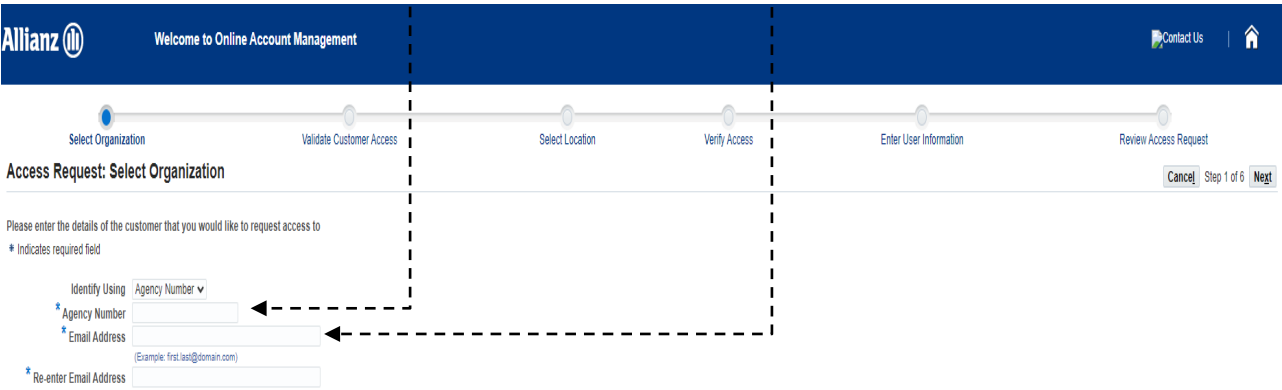 Allianz
Welcome to Online Account Management
Contact Us |
Select Organization
Validate Customer Access
Select Location
Verify Access
Enter User Information
Review Access Request
Access Request: Select Organization
Cancel Step 1 of 6 Next
Please enter the details of the customer that you would like to request access to
* Indicates required field
Identify Using Agency Number
* Agency Number
* Email Address
(Example: first.last@domain.com)
* Re-enter Email Address